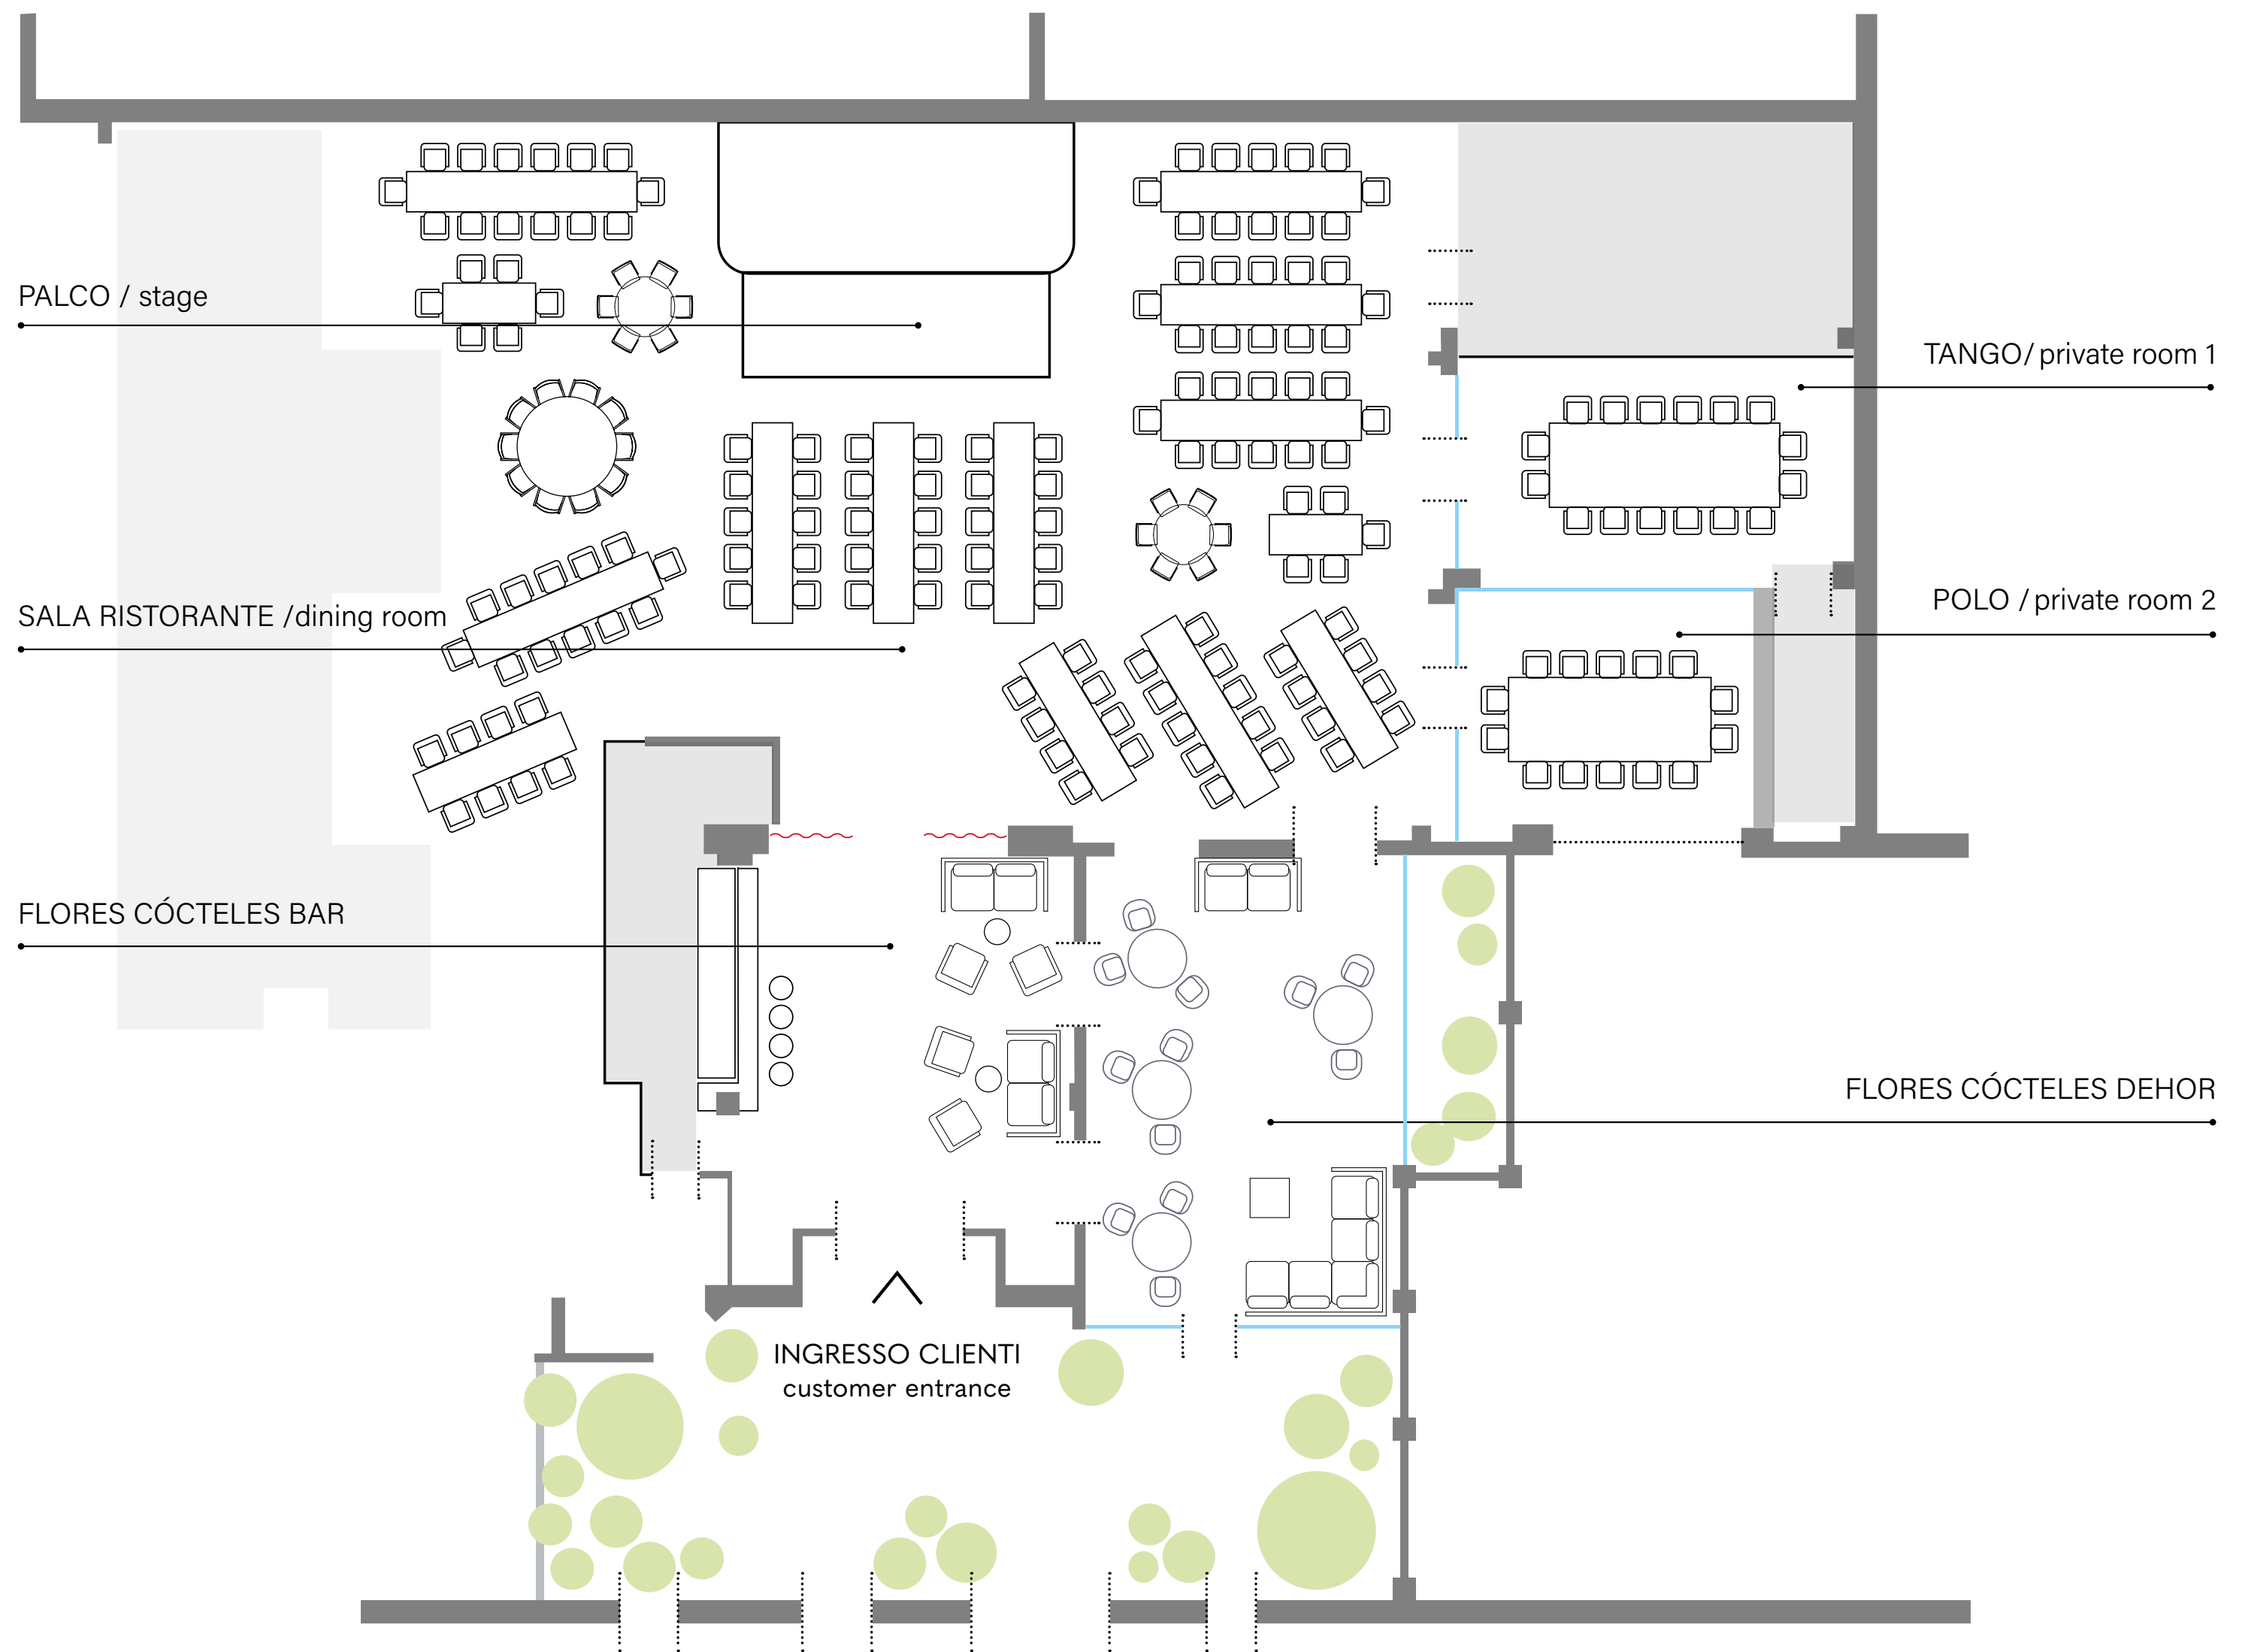 PALCO / stage
TANGO/ private room 1
POLO / private room 2
SALA RISTORANTE /dining room
FLORES CÓCTELES BAR
FLORES CÓCTELES DEHOR
INGRESSO CLIENTI
customer entrance